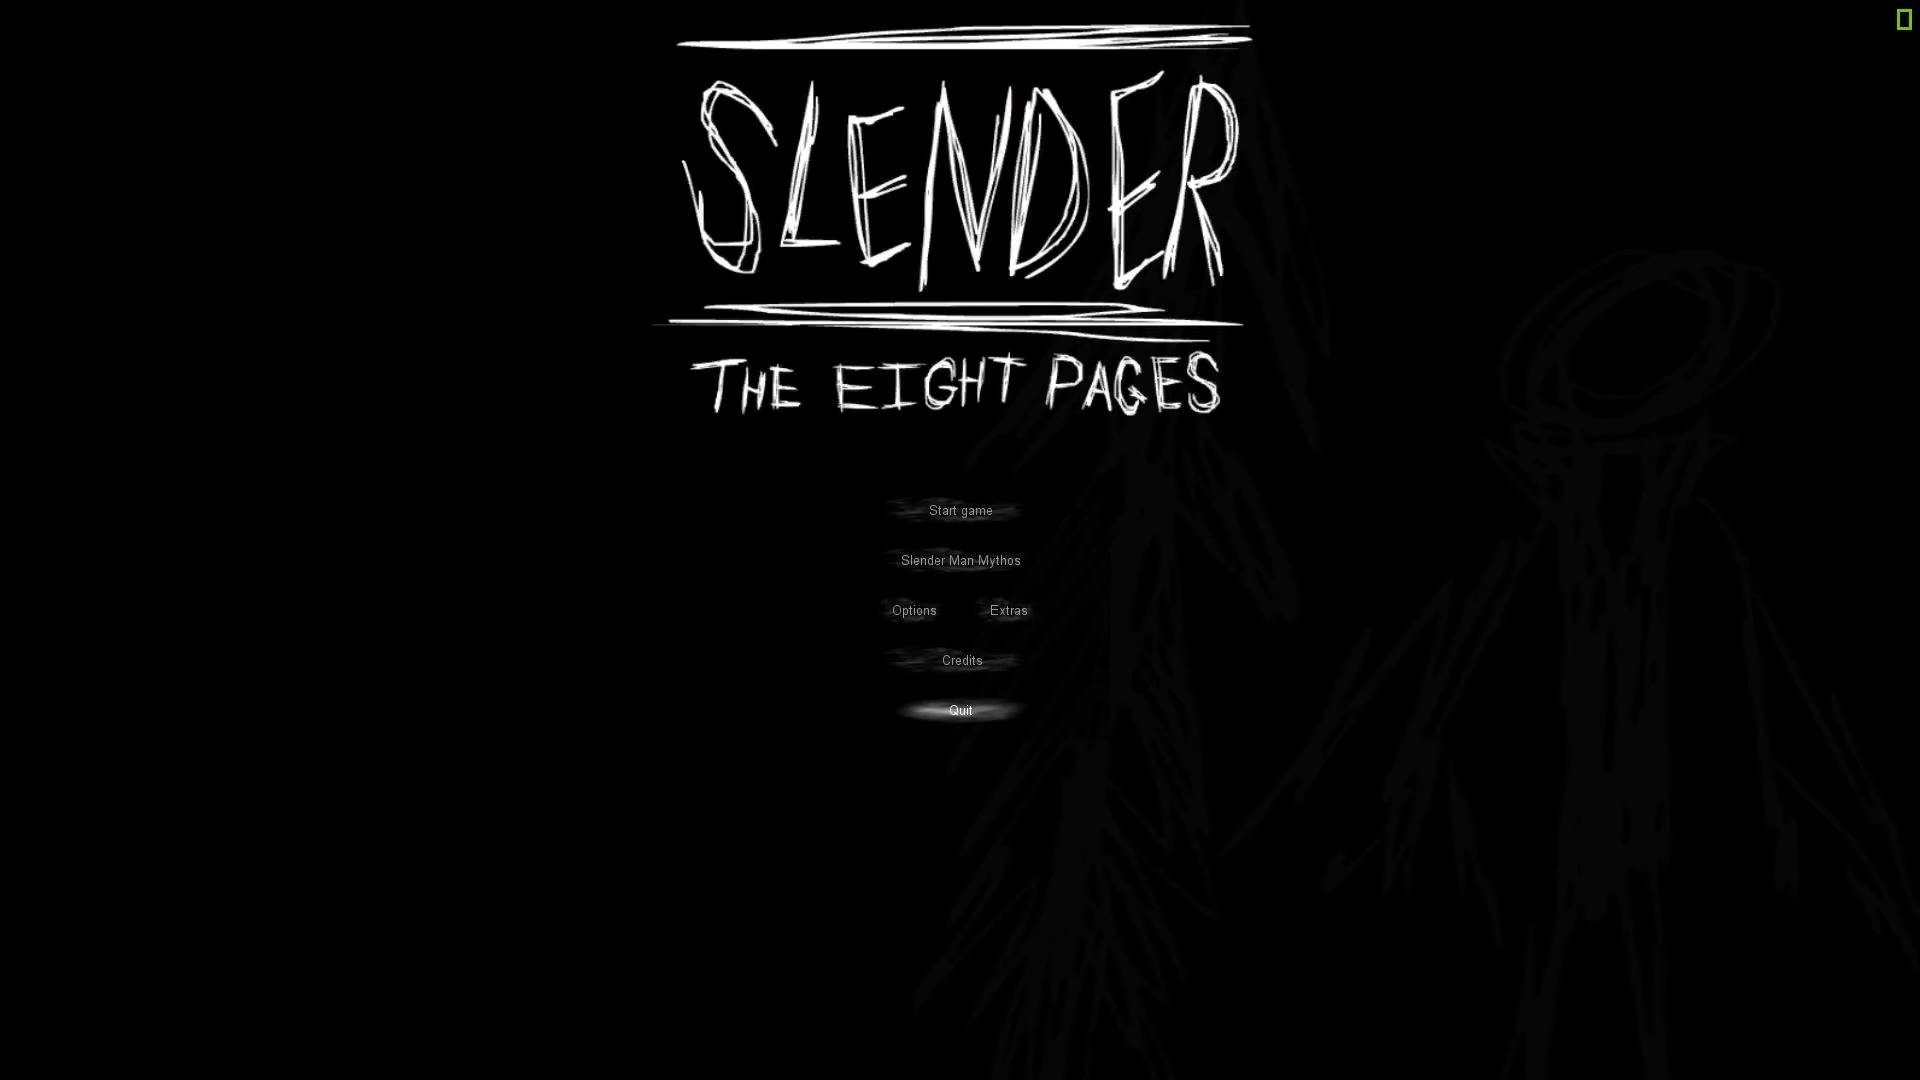 SLENDER
THE EIGHT PAGES
Start game
Slender Man Mythos
Options Extras
Credits
Quit